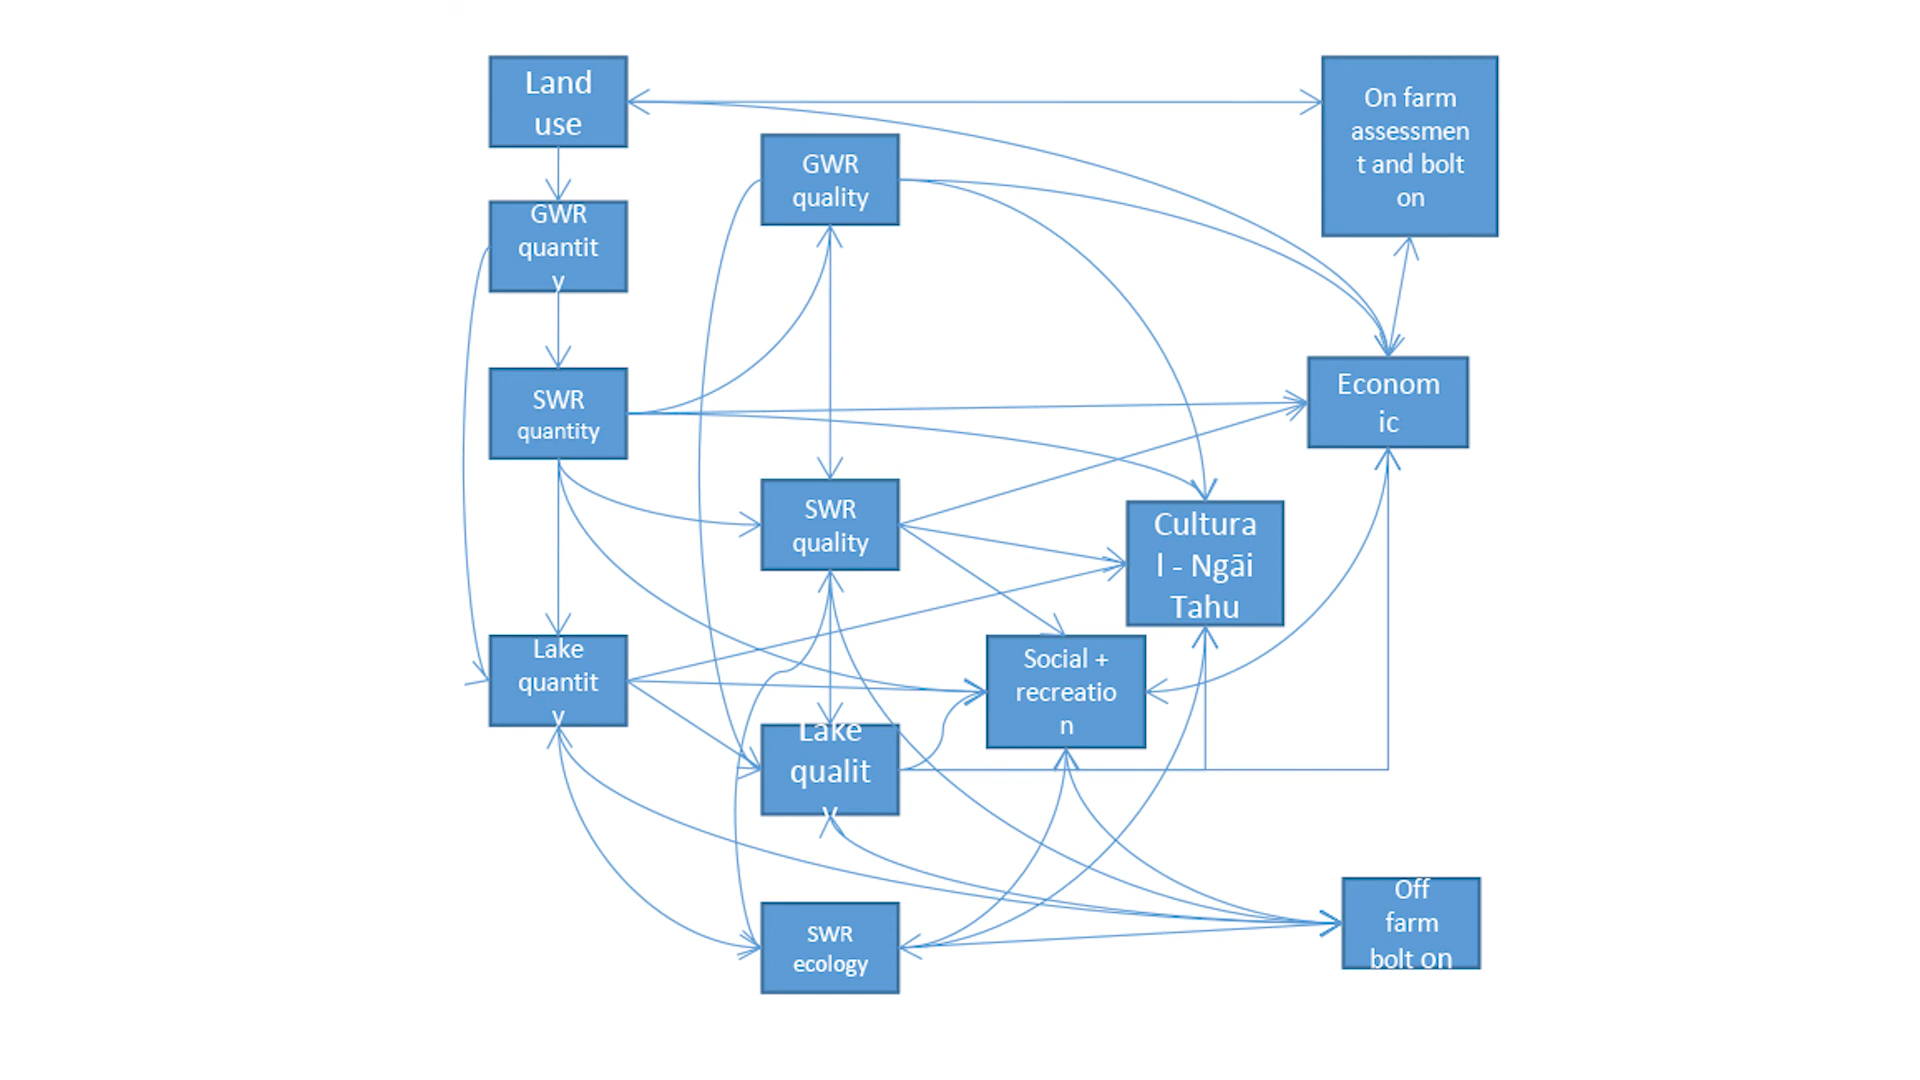 Land
use
On farm
assessmen
t and bolt
on
GWR
quality
GWR
quantit
y
SWR
quantity
Econom
ic
SWR
quality
Cultura
l - Ngāi
Tahu
Lake
quantit
y
Social +
recreatio
n
Lake
qualit
y
Off
farm
bolt on
SWR
ecology